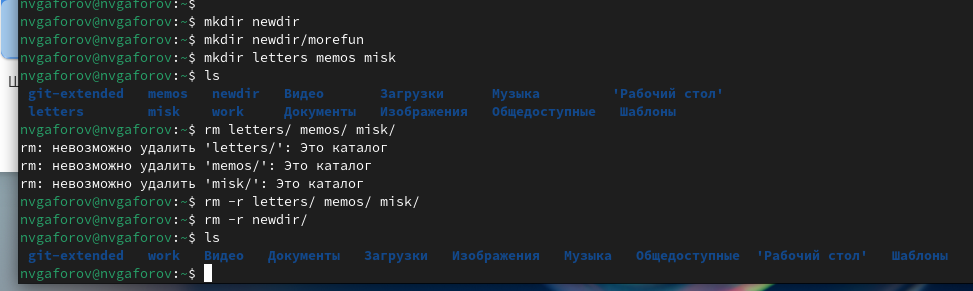 nvgaforov@nvgaforov:~$
nvgaforov@nvgaforov:~$ mkdir newdir
nvgaforov@nvgaforov:~$ mkdir newdir/morefun
nvgaforov@nvgaforov:~$ mkdir letters memos misk
nvgaforov@nvgaforov:~$ ls
git-extended memos newdir Видео Загрузки Музыка 'Рабочий стол'
letters misk work Документы Изображения Общедоступные Шаблоны
nvgaforov@nvgaforov:~$ rm letters/ memos/ misk/
rm: невозможно удалить 'letters/': Это каталог
rm: невозможно удалить 'memos/': Это каталог
rm: невозможно удалить 'misk/': Это каталог
nvgaforov@nvgaforov:~$ rm -r letters/ memos/ misk/
nvgaforov@nvgaforov:~$ rm -r newdir/
nvgaforov@nvgaforov:~$ ls
git-extended work Видео Документы Загрузки Изображения Музыка Общедоступные 'Рабочий стол' Шаблоны
nvgaforov@nvgaforov:~$